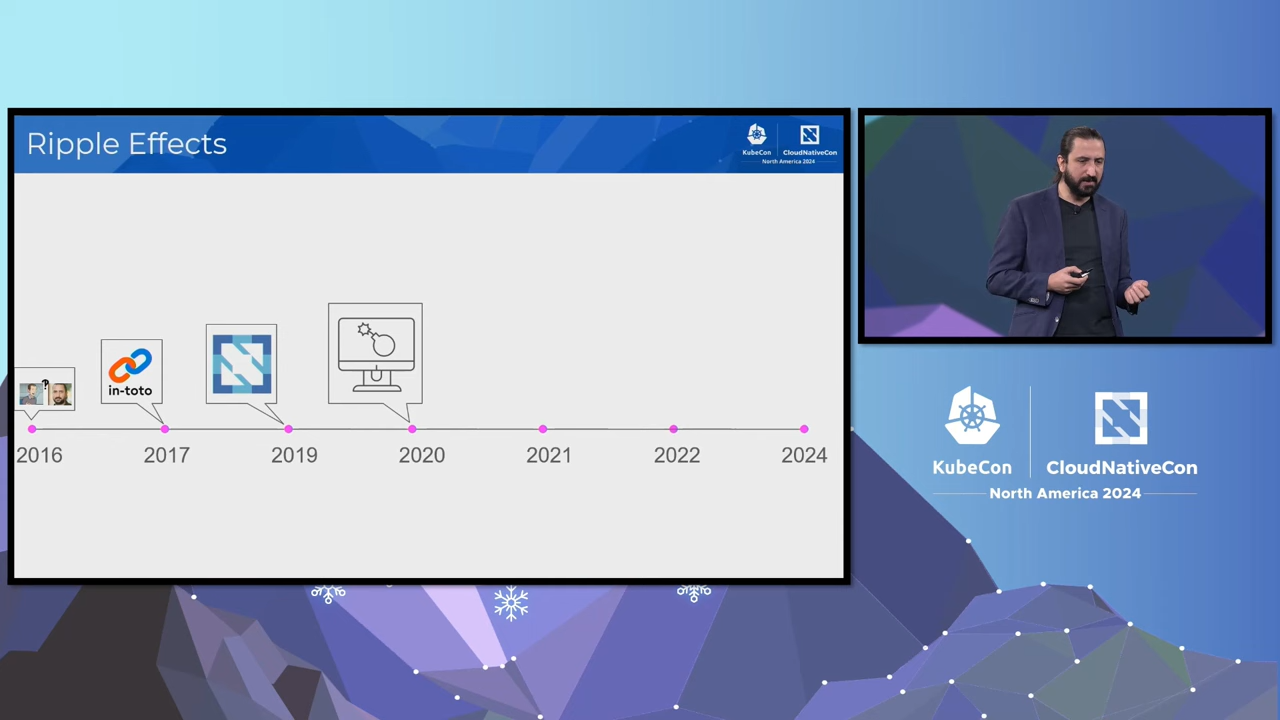 Ripple Effects
KubeCon
CloudNativeCon
North America 2024
?
in-toto
2016
2017
2019
2020
2021
2022
2024
KubeCon
CloudNativeCon
North America 2024